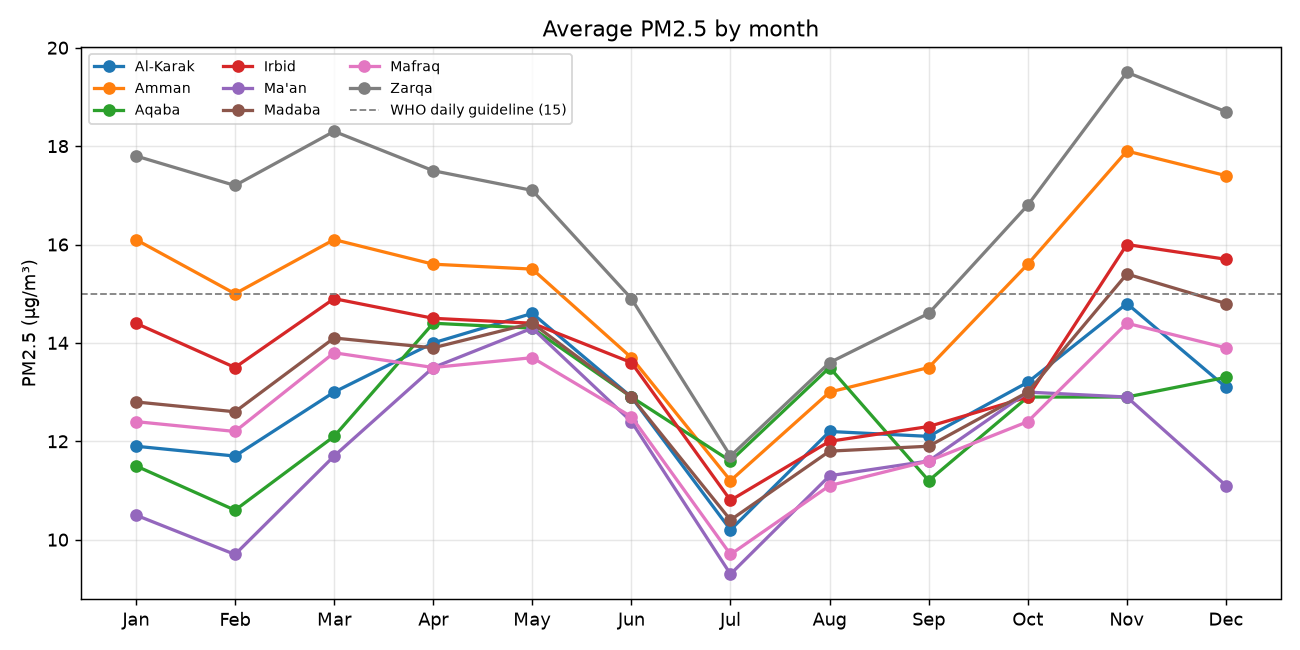 Average PM2.5 by month
20
18
16
14
12
10
PM2.5 (µg/m³)
Al-Karak
Amman
Aqaba
Irbid
Ma'an
Madaba
Mafraq
Zarqa
WHO daily guideline (15)
Jan Feb Mar Apr May Jun Jul Aug Sep Oct Nov Dec